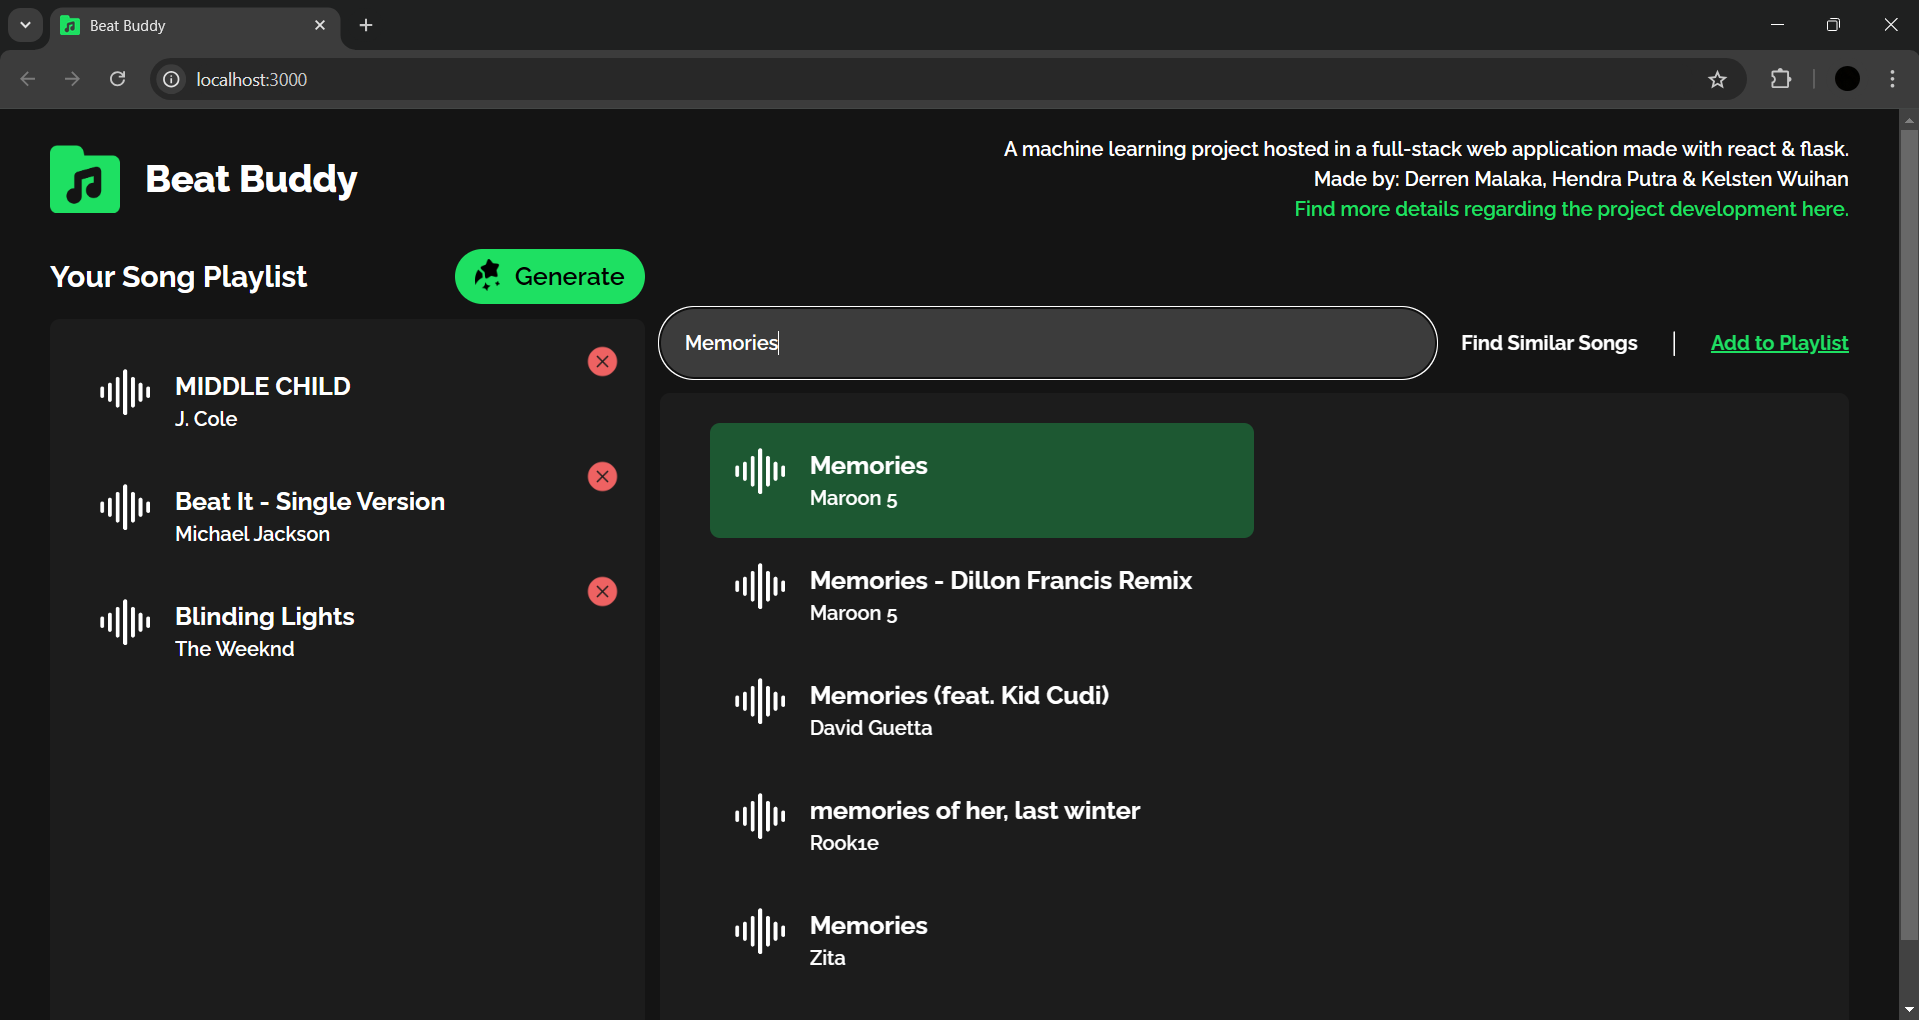 Beat Buddy
localhost:3000
Beat Buddy
A machine learning project hosted in a full-stack web application made with react & flask.
Made by: Derren Malaka, Hendra Putra & Kelsten Wuihan
Find more details regarding the project development here.
Your Song Playlist
Generate
MIDDLE CHILD
J. Cole
Beat It - Single Version
Michael Jackson
Blinding Lights
The Weeknd
Memories
Find Similar Songs | Add to Playlist
Memories
Maroon 5
Memories - Dillon Francis Remix
Maroon 5
Memories (feat. Kid Cudi)
David Guetta
memories of her, last winter
Rook1e
Memories
Zita